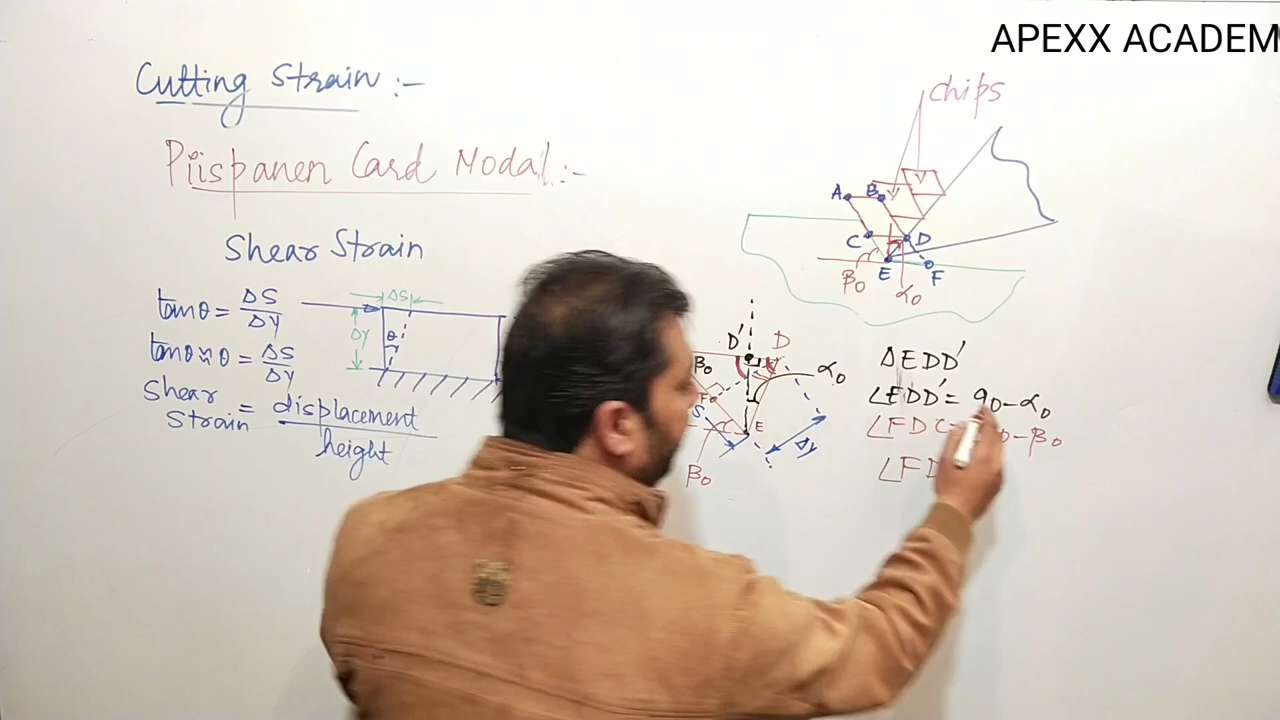 APEXX ACADEM
Cutting Strain :-
Piispanen Card Modal :-
Shear Strain
tanθ = ΔS/ΔY
tanθ≈θ = ΔS/ΔY
Shear Strain = displacement/height
ΔS
ΔY
θ
chips
A B
C D
E F
β₀ α₀
D' D
β₀
α₀
F
S
E
Δy
β₀
ΔEDD'
∠EDD' = 90-α₀
∠FDC - β₀
∠FD